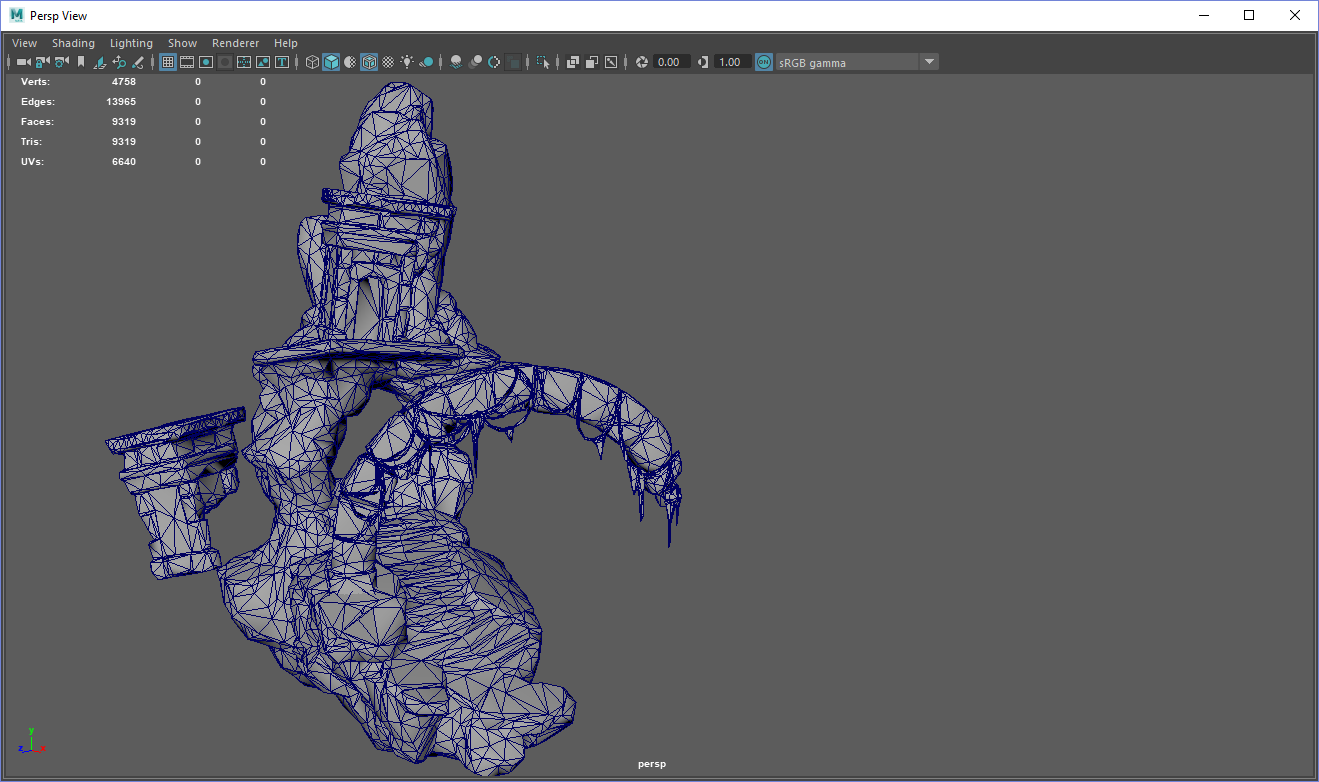 Persp View
View Shading Lighting Show Renderer Help
0.00 1.00 ON sRGB gamma
Verts: 4758 0 0
Edges: 13965 0 0
Faces: 9319 0 0
Tris: 9319 0 0
UVs: 6640 0 0
y
z x
persp